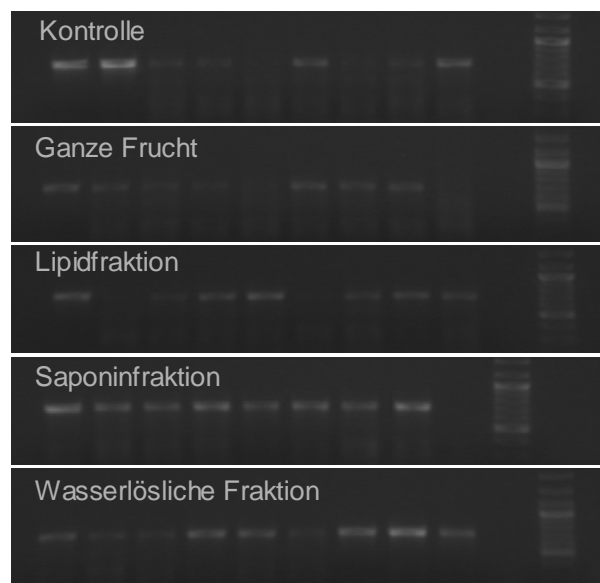 Kontrolle
Ganze Frucht
Lipidfraktion
Saponinfraktion
Wasserlösliche Fraktion